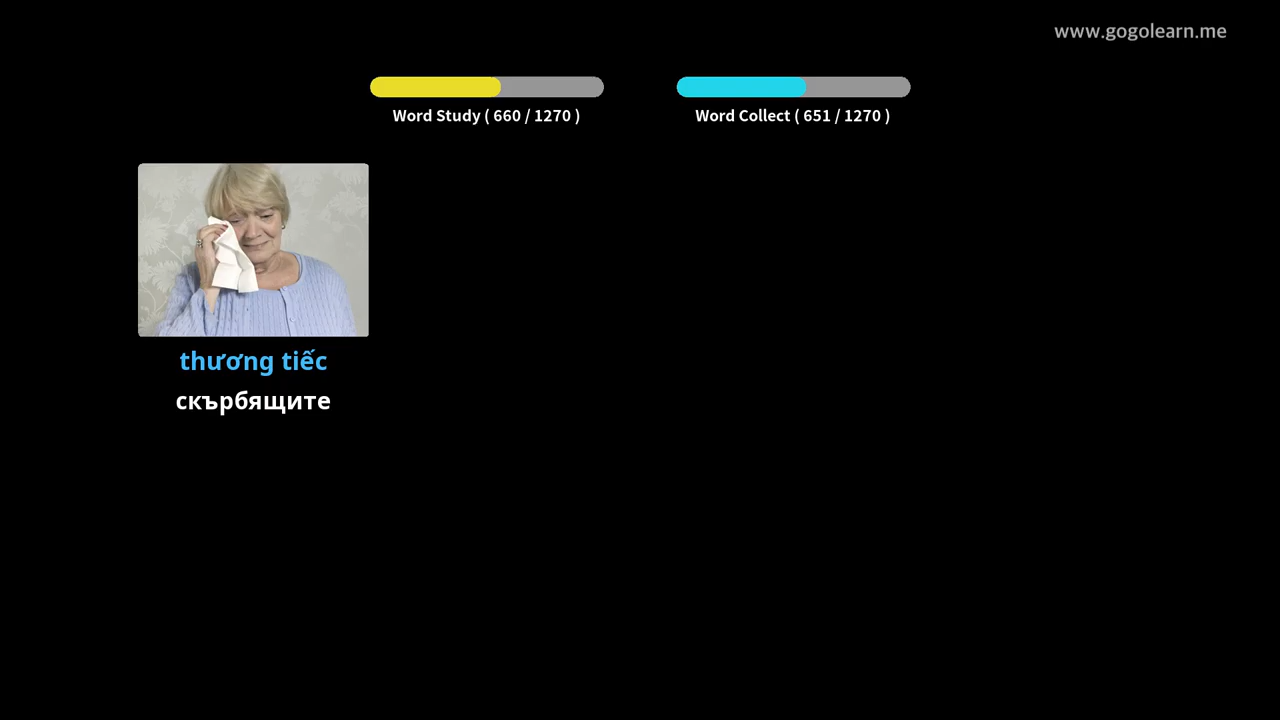 www.gogolearn.me
Word Study ( 660 / 1270 )
Word Collect ( 651 / 1270 )
thương tiếc
скърбящите